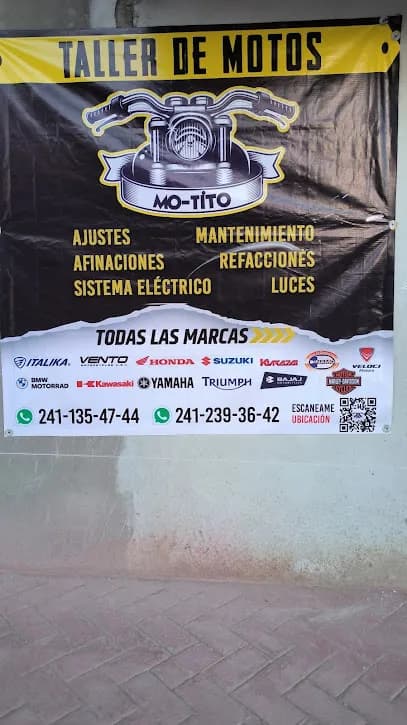 TALLER DE MOTOS
MO-TITO
AJUSTES MANTENIMIENTO
AFINACIONES REFACCIONES
SISTEMA ELÉCTRICO LUCES
TODAS LAS MARCAS
ITALIKA. VENTO HONDA SUZUKI KURAZAI VELOCI
BMW MOTORRAD Kawasaki YAMAHA TRIUMPH BAJAJ HARLEY-DAVIDSON
241-135-47-44 241-239-36-42 ESCANEAME
UBICACIÓN